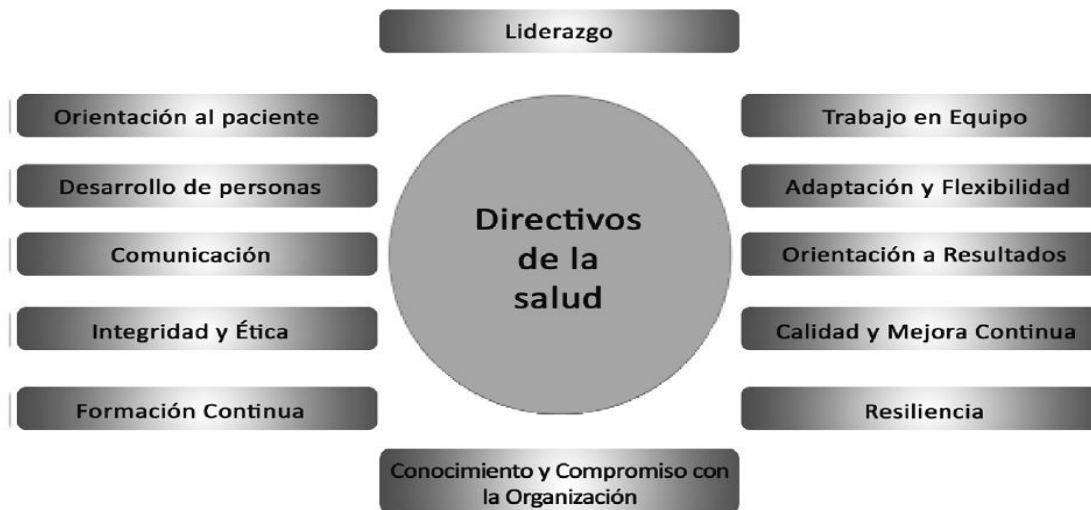 Liderazgo
Orientación al paciente
Desarrollo de personas
Comunicación
Integridad y Ética
Formación Continua
Directivos
de la
salud
Trabajo en Equipo
Adaptación y Flexibilidad
Orientación a Resultados
Calidad y Mejora Continua
Resiliencia
Conocimiento y Compromiso con
la Organización